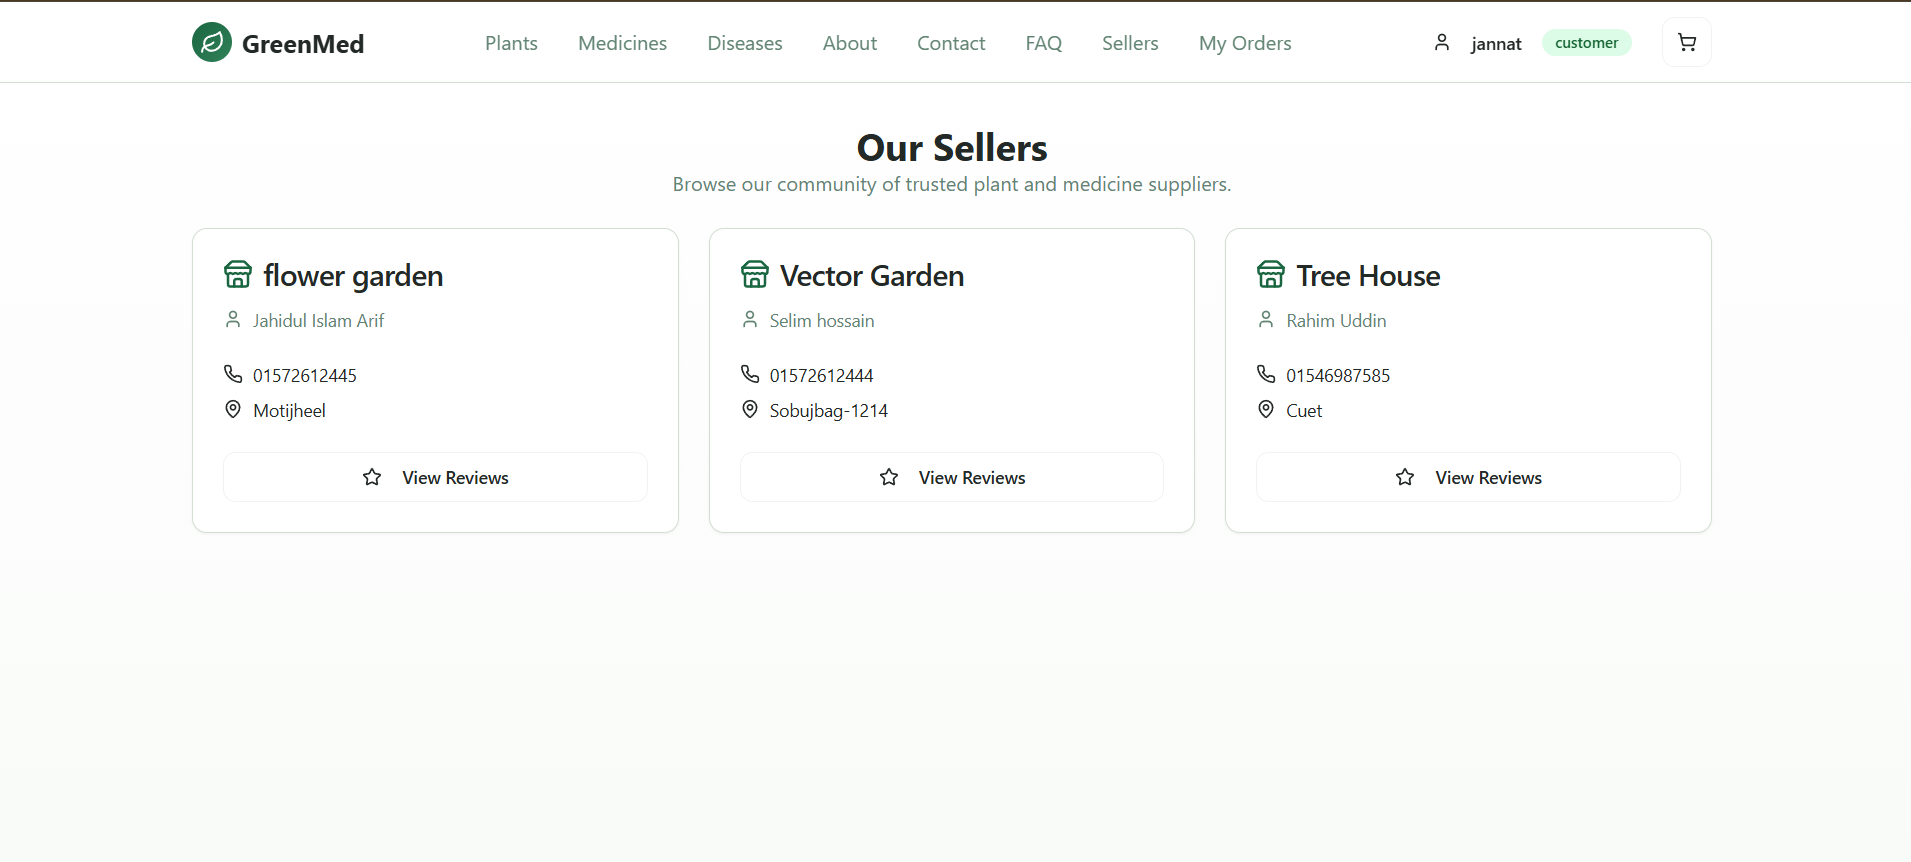 GreenMed Plants Medicines Diseases About Contact FAQ Sellers My Orders jannat customer
Our Sellers
Browse our community of trusted plant and medicine suppliers.
flower garden
Jahidul Islam Arif
01572612445
Motijheel
View Reviews
Vector Garden
Selim hossain
01572612444
Sobujbag-1214
View Reviews
Tree House
Rahim Uddin
01546987585
Cuet
View Reviews